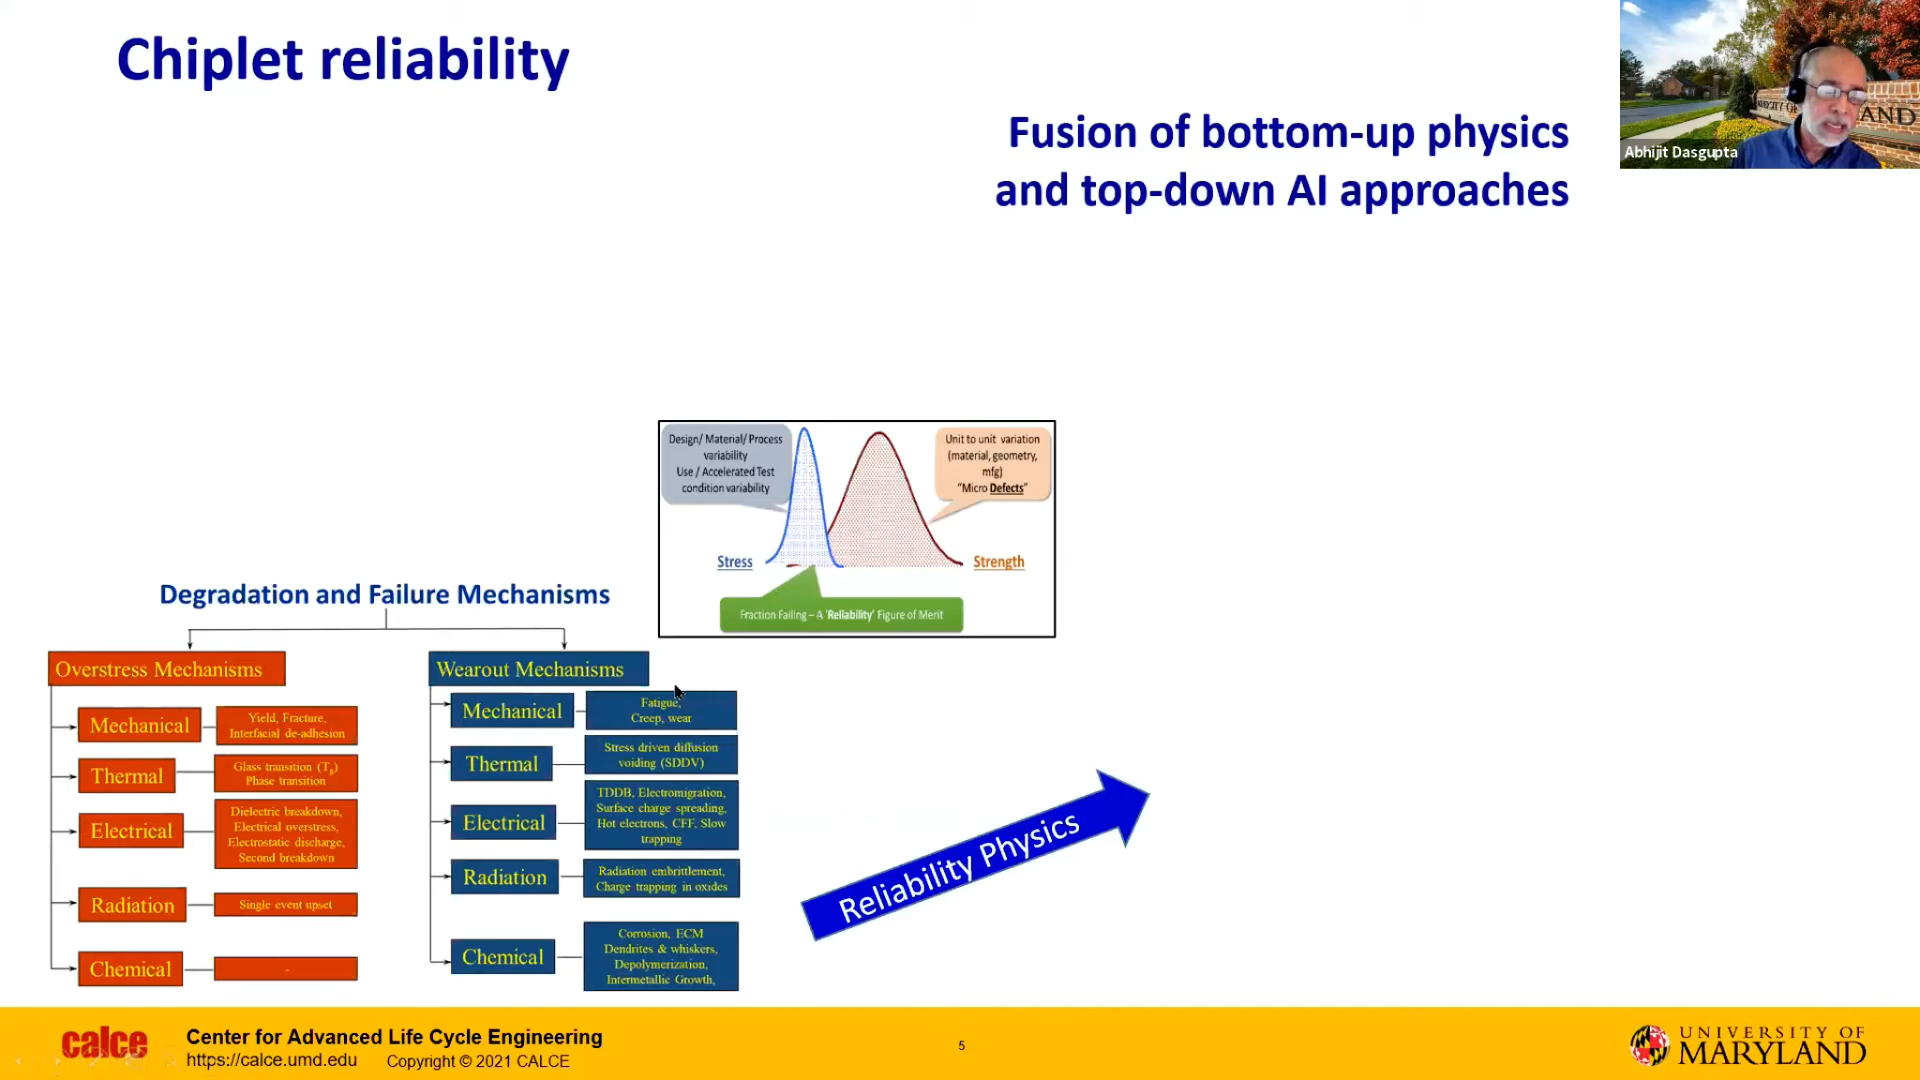 Chiplet reliability
Fusion of bottom-up physics
and top-down AI approaches
AND
Abhijit Dasgupta
Design/ Material/ Process
variability
Use / Accelerated Test
condition variability
Unit to unit variation
(material, geometry,
mfg)
“Micro Defects”
Stress
Strength
Fraction Failing – A ‘Reliability’ Figure of Merit
Degradation and Failure Mechanisms
Overstress Mechanisms
Mechanical
Yield, Fracture,
Interfacial de-adhesion
Thermal
Glass transition (Tg)
Phase transition
Electrical
Dielectric breakdown,
Electrical overstress,
Electrostatic discharge,
Second breakdown
Radiation
Single event upset
Chemical
-
Wearout Mechanisms
Mechanical
Fatigue,
Creep, wear
Thermal
Stress driven diffusion
voiding (SDDV)
Electrical
TDDB, Electromigration,
Surface charge spreading,
Hot electrons, CFF, Slow
trapping
Radiation
Radiation embrittlement,
Charge trapping in oxides
Chemical
Corrosion, ECM
Dendrites & whiskers,
Depolymerization,
Intermetallic Growth,
Reliability Physics
calce
Center for Advanced Life Cycle Engineering
https://calce.umd.edu Copyright © 2021 CALCE
5
UNIVERSITY OF
MARYLAND